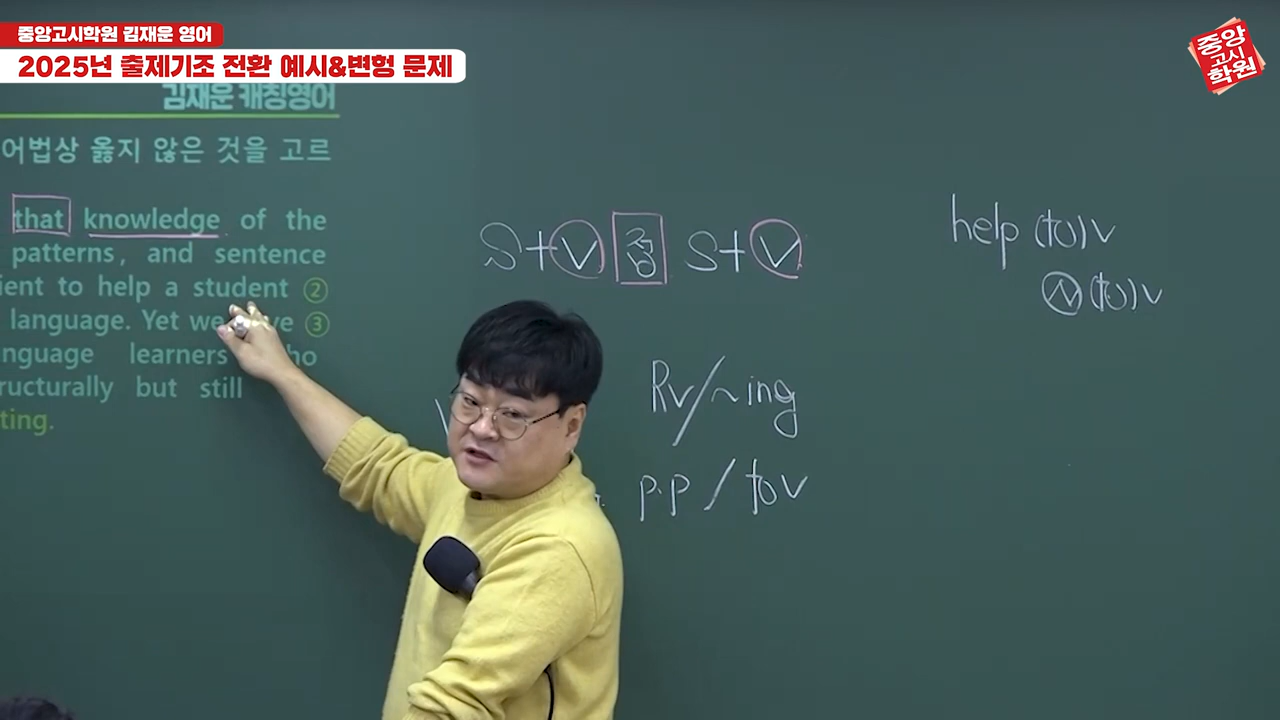 중앙고시학원 김재운 영어
2025년 출제기조 전환 예시&변형 문제
중앙
고시
학원
김재운 캐칭영어
어법상 옳지 않은 것을 고르
that knowledge of the
patterns, and sentence
ient to help a student ②
language. Yet we ve ③
nguage learners ho
ructurally but still
ting.
S+V 접 S+V
Rv/~ing
p.p / to v
help (to) v
N (to) v